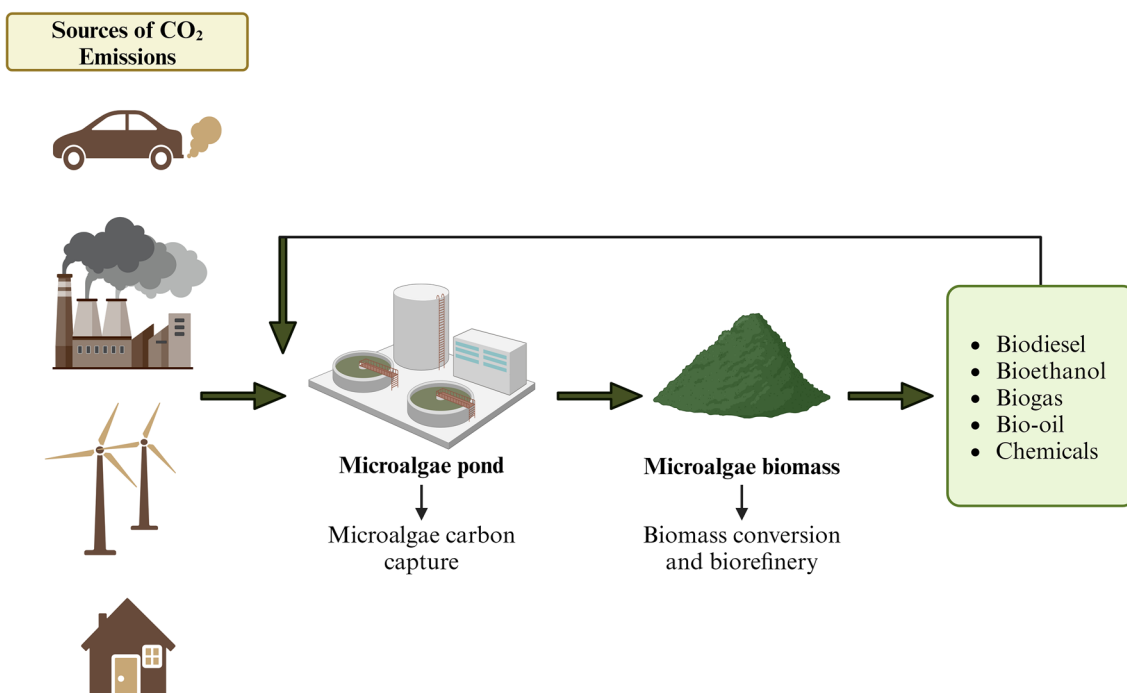 Sources of CO₂
Emissions
Microalgae pond
Microalgae carbon
capture
Microalgae biomass
Biomass conversion
and biorefinery
• Biodiesel
• Bioethanol
• Biogas
• Bio-oil
• Chemicals